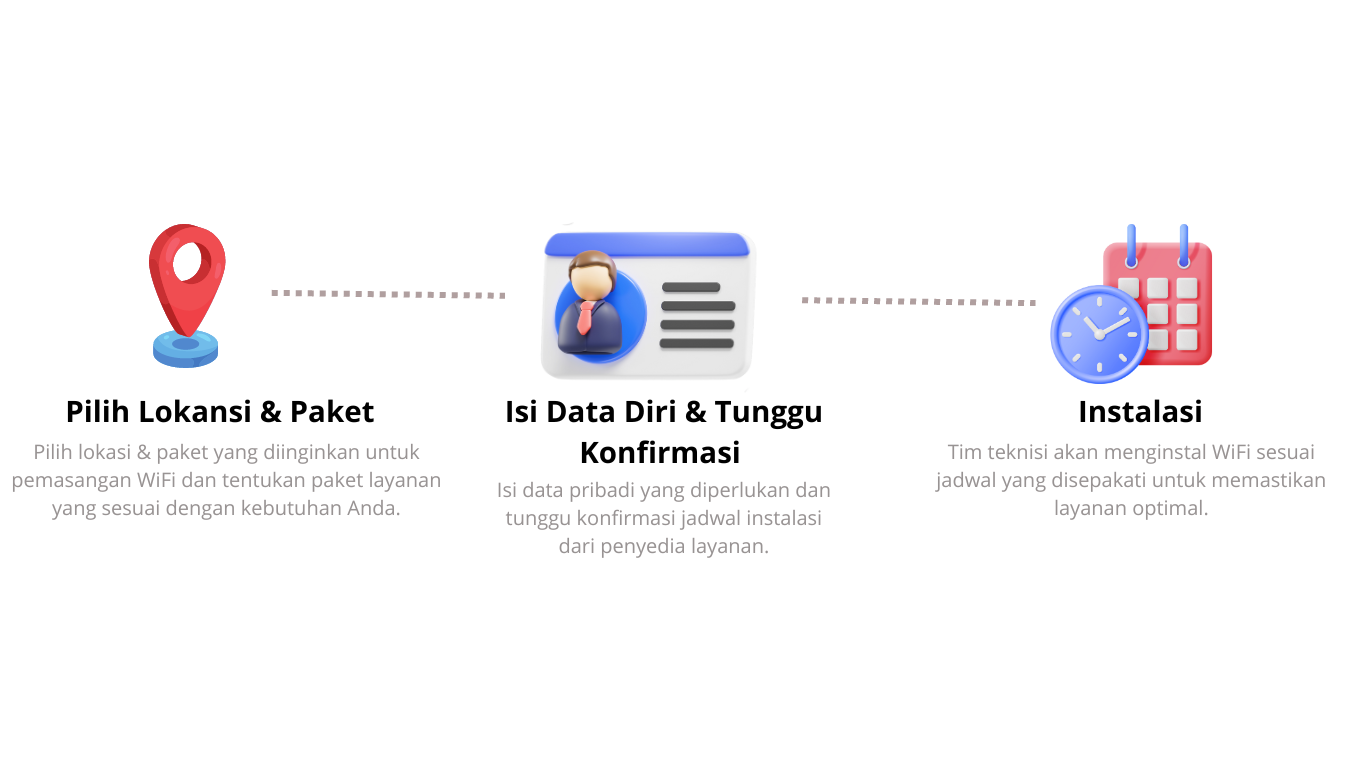 Pilih Lokansi & Paket
Pilih lokasi & paket yang diinginkan untuk
pemasangan WiFi dan tentukan paket layanan
yang sesuai dengan kebutuhan Anda.
Isi Data Diri & Tunggu
Konfirmasi
Isi data pribadi yang diperlukan dan
tunggu konfirmasi jadwal instalasi
dari penyedia layanan.
Instalasi
Tim teknisi akan menginstal WiFi sesuai
jadwal yang disepakati untuk memastikan
layanan optimal.